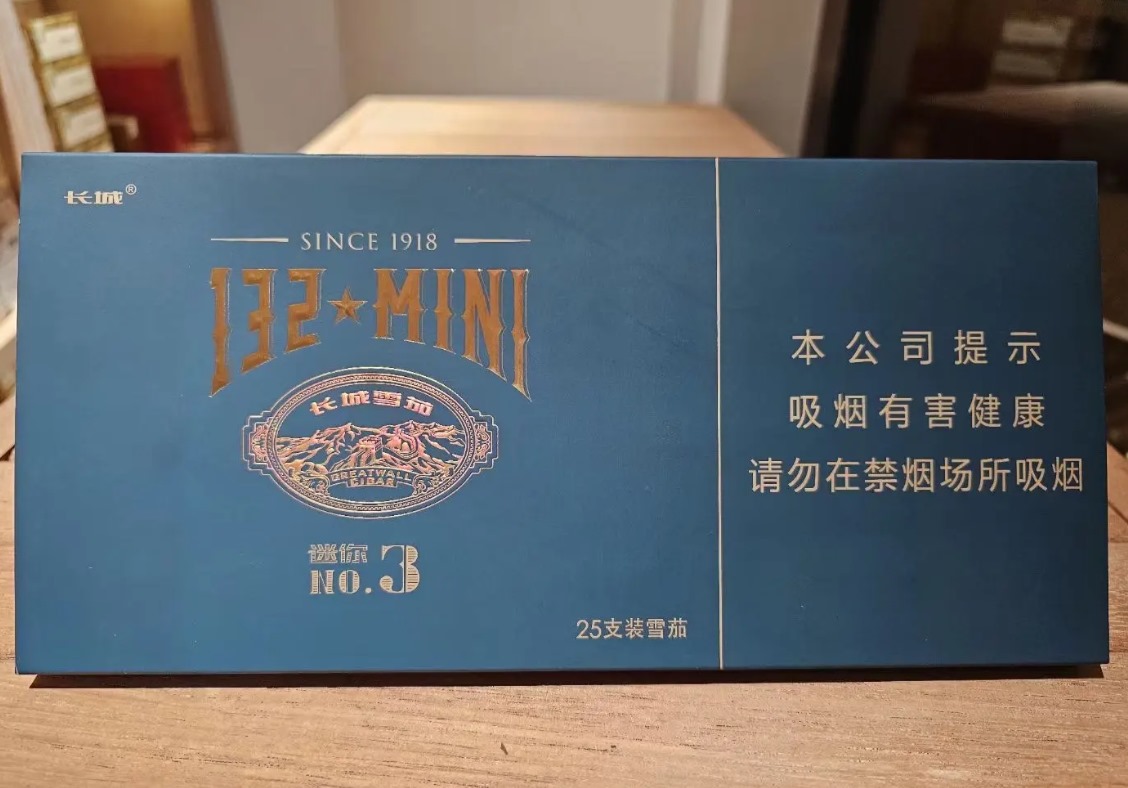 长城®
SINCE 1918
132★MINI
长城雪茄
GREATWALL
CIGAR
迷你
NO.3
25支装雪茄
本公司提示
吸烟有害健康
请勿在禁烟场所吸烟